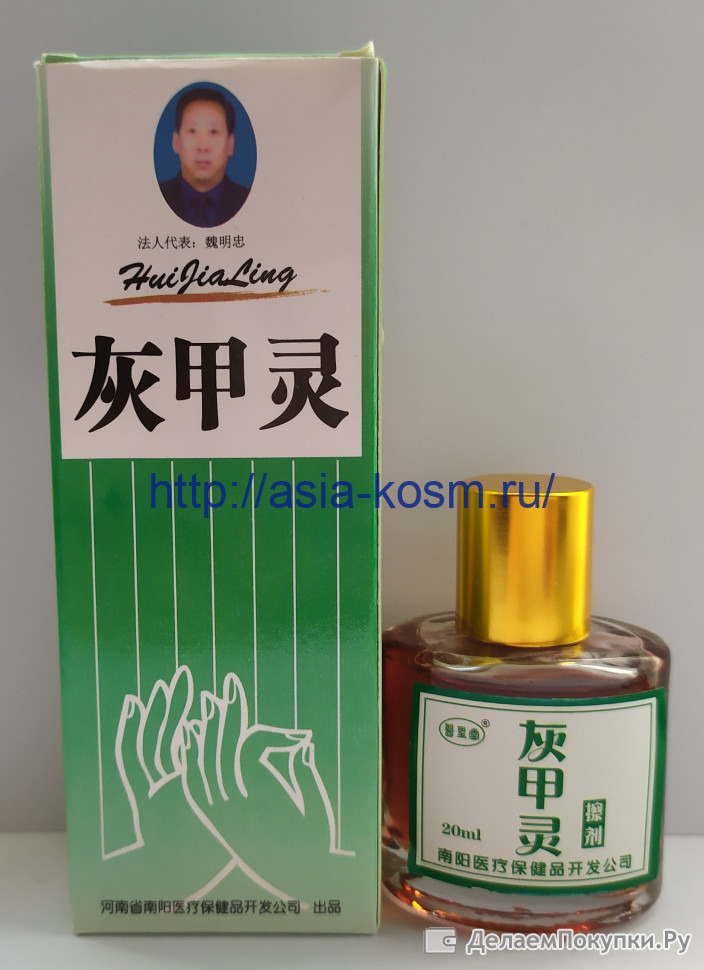 法人代表：魏明忠
HuiJiaLing
灰甲灵
http://asia-kosm.ru/
河南省南阳医疗保健品开发公司 出品
®
灰甲灵
擦剂
20ml
南阳医疗保健品开发公司
ДелаемПокупки.Ру